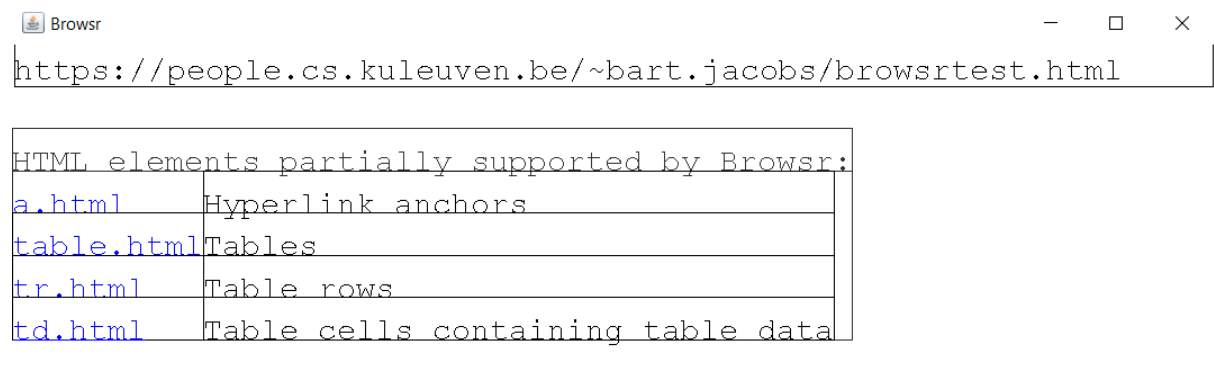 Browsr
https://people.cs.kuleuven.be/~bart.jacobs/browsrtest.html
HTML elements partially supported by Browsr:
a.html Hyperlink anchors
table.html Tables
tr.html Table rows
td.html Table cells containing table data